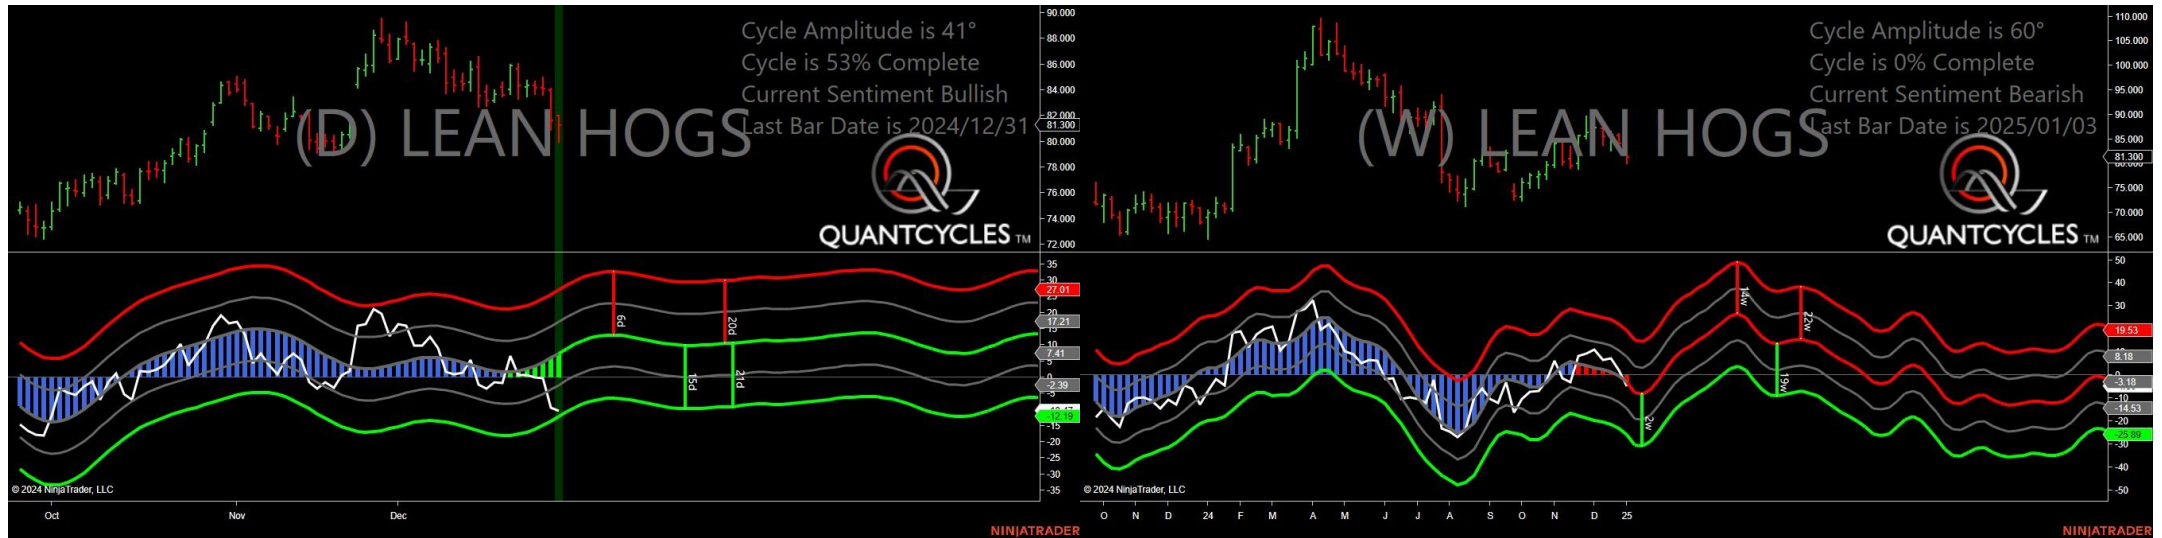 Cycle Amplitude is 41°
Cycle is 53% Complete
Current Sentiment Bullish
Last Bar Date is 2024/12/31
(D) LEAN HOGS
QUANTCYCLES TM
90.000
88.000
86.000
84.000
82.000
81.300
80.000
78.000
76.000
74.000
72.000
35
30
27.01
25
17.21
10
7.41
5
0
-2.39
-5
-12.19
-15
-20
-25
-30
-35
6d
20d
15d
21d
© 2024 NinjaTrader, LLC
Oct
Nov
Dec
NINJATRADER
Cycle Amplitude is 60°
Cycle is 0% Complete
Current Sentiment Bearish
Last Bar Date is 2025/01/03
(W) LEAN HOGS
QUANTCYCLES TM
110.000
105.000
100.000
95.000
90.000
85.000
81.300
80.000
75.000
70.000
65.000
50
40
30
19.53
8.18
-3.18
-10
-14.53
-20
-25.89
-30
-40
-50
14w
22w
19w
2w
© 2024 NinjaTrader, LLC
O
N
D
24
F
M
A
M
J
J
A
S
O
N
D
25
NINJATRADER